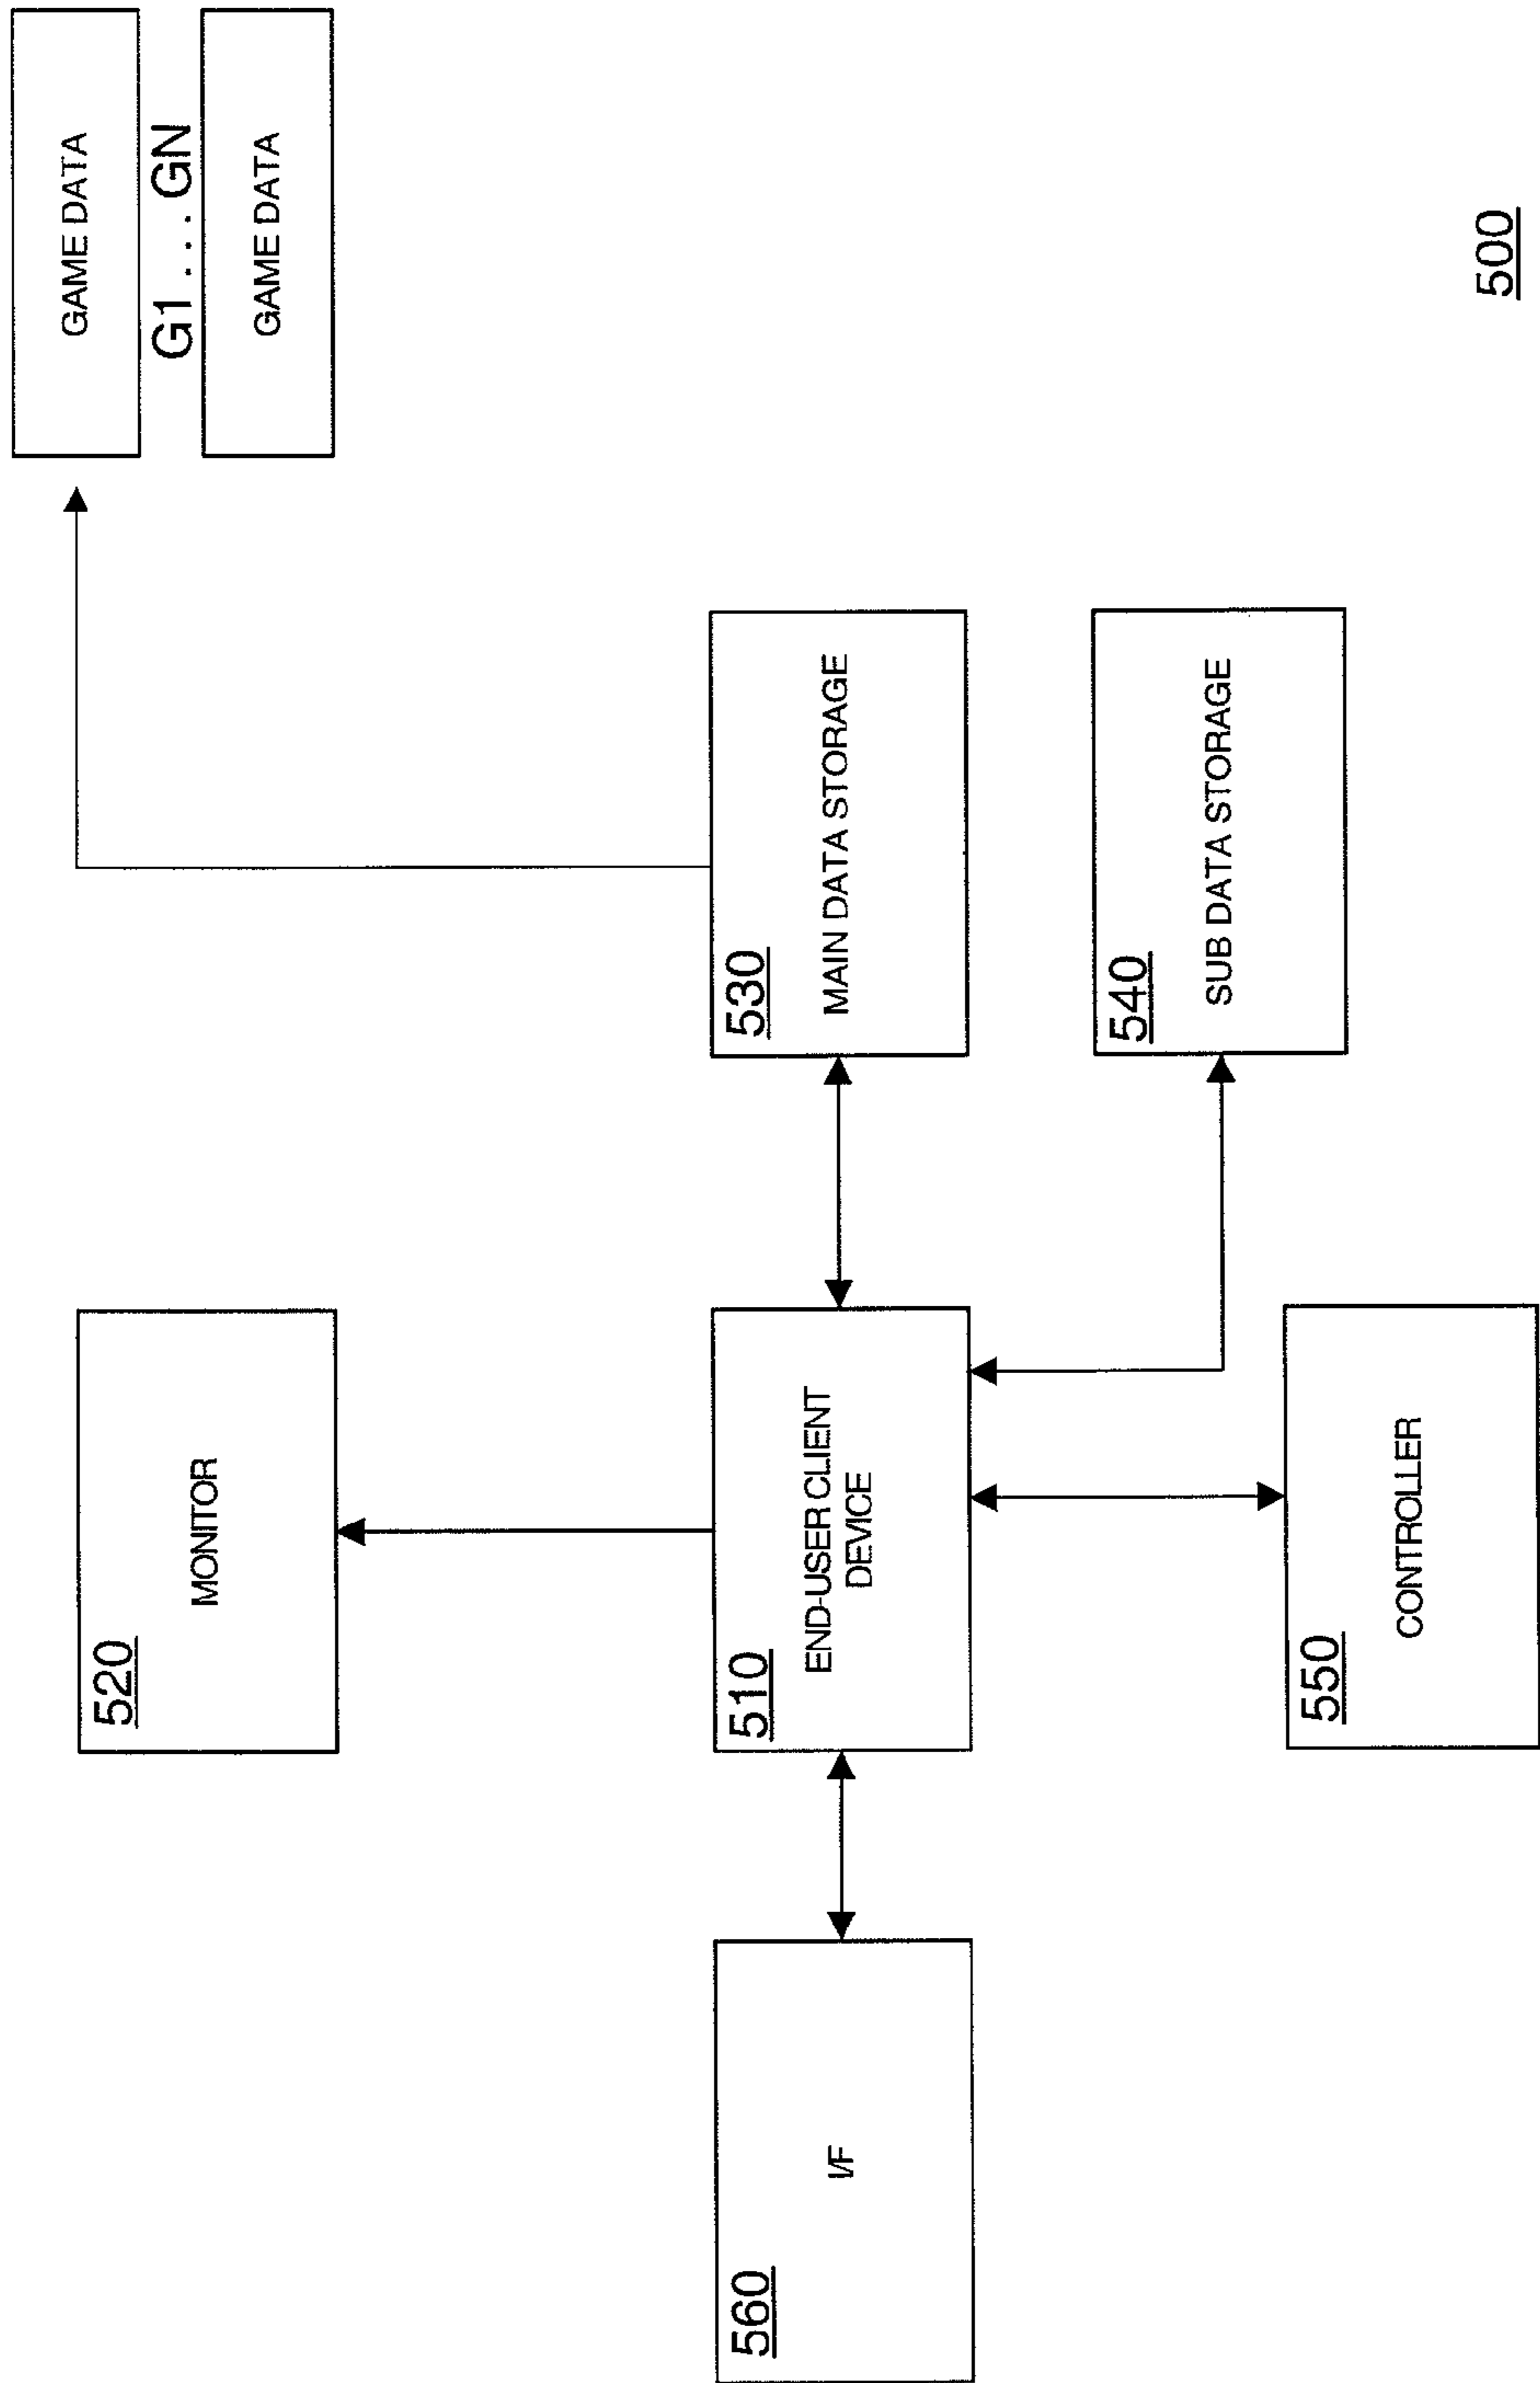 GAME DATA
G1 . . . GN
GAME DATA
520
MONITOR
560
I/F
510
END-USER CLIENT
DEVICE
530
MAIN DATA STORAGE
540
SUB DATA STORAGE
550
CONTROLLER
500